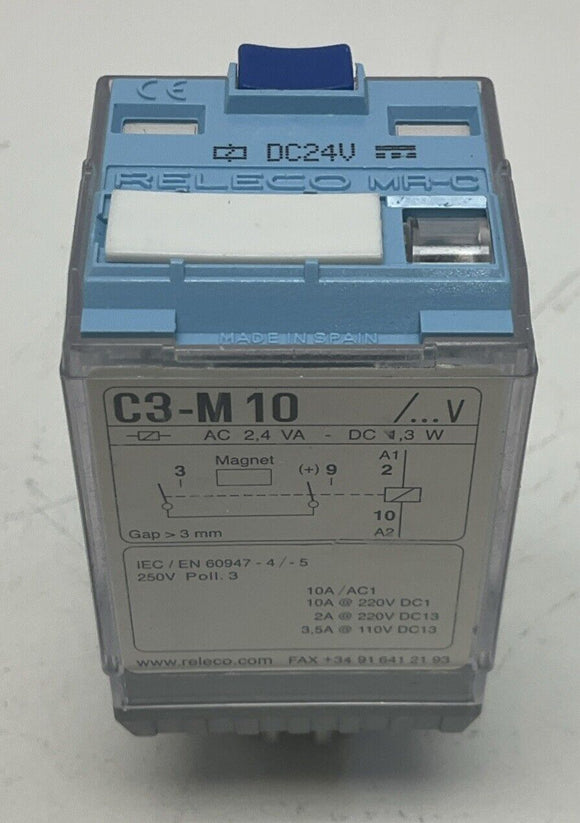 CE
DC24V
RELECO MR-C
MADE IN SPAIN
C3-M 10 /...V
AC 2,4 VA - DC 1,3 W
Magnet
A1
3 (+) 9 2
10
Gap > 3 mm A2
IEC / EN 60947 - 4 / - 5
250V Poll. 3
10A / AC1
10A @ 220V DC1
2A @ 220V DC13
3,5A @ 110V DC13
www.releco.com FAX +34 91 641 21 93